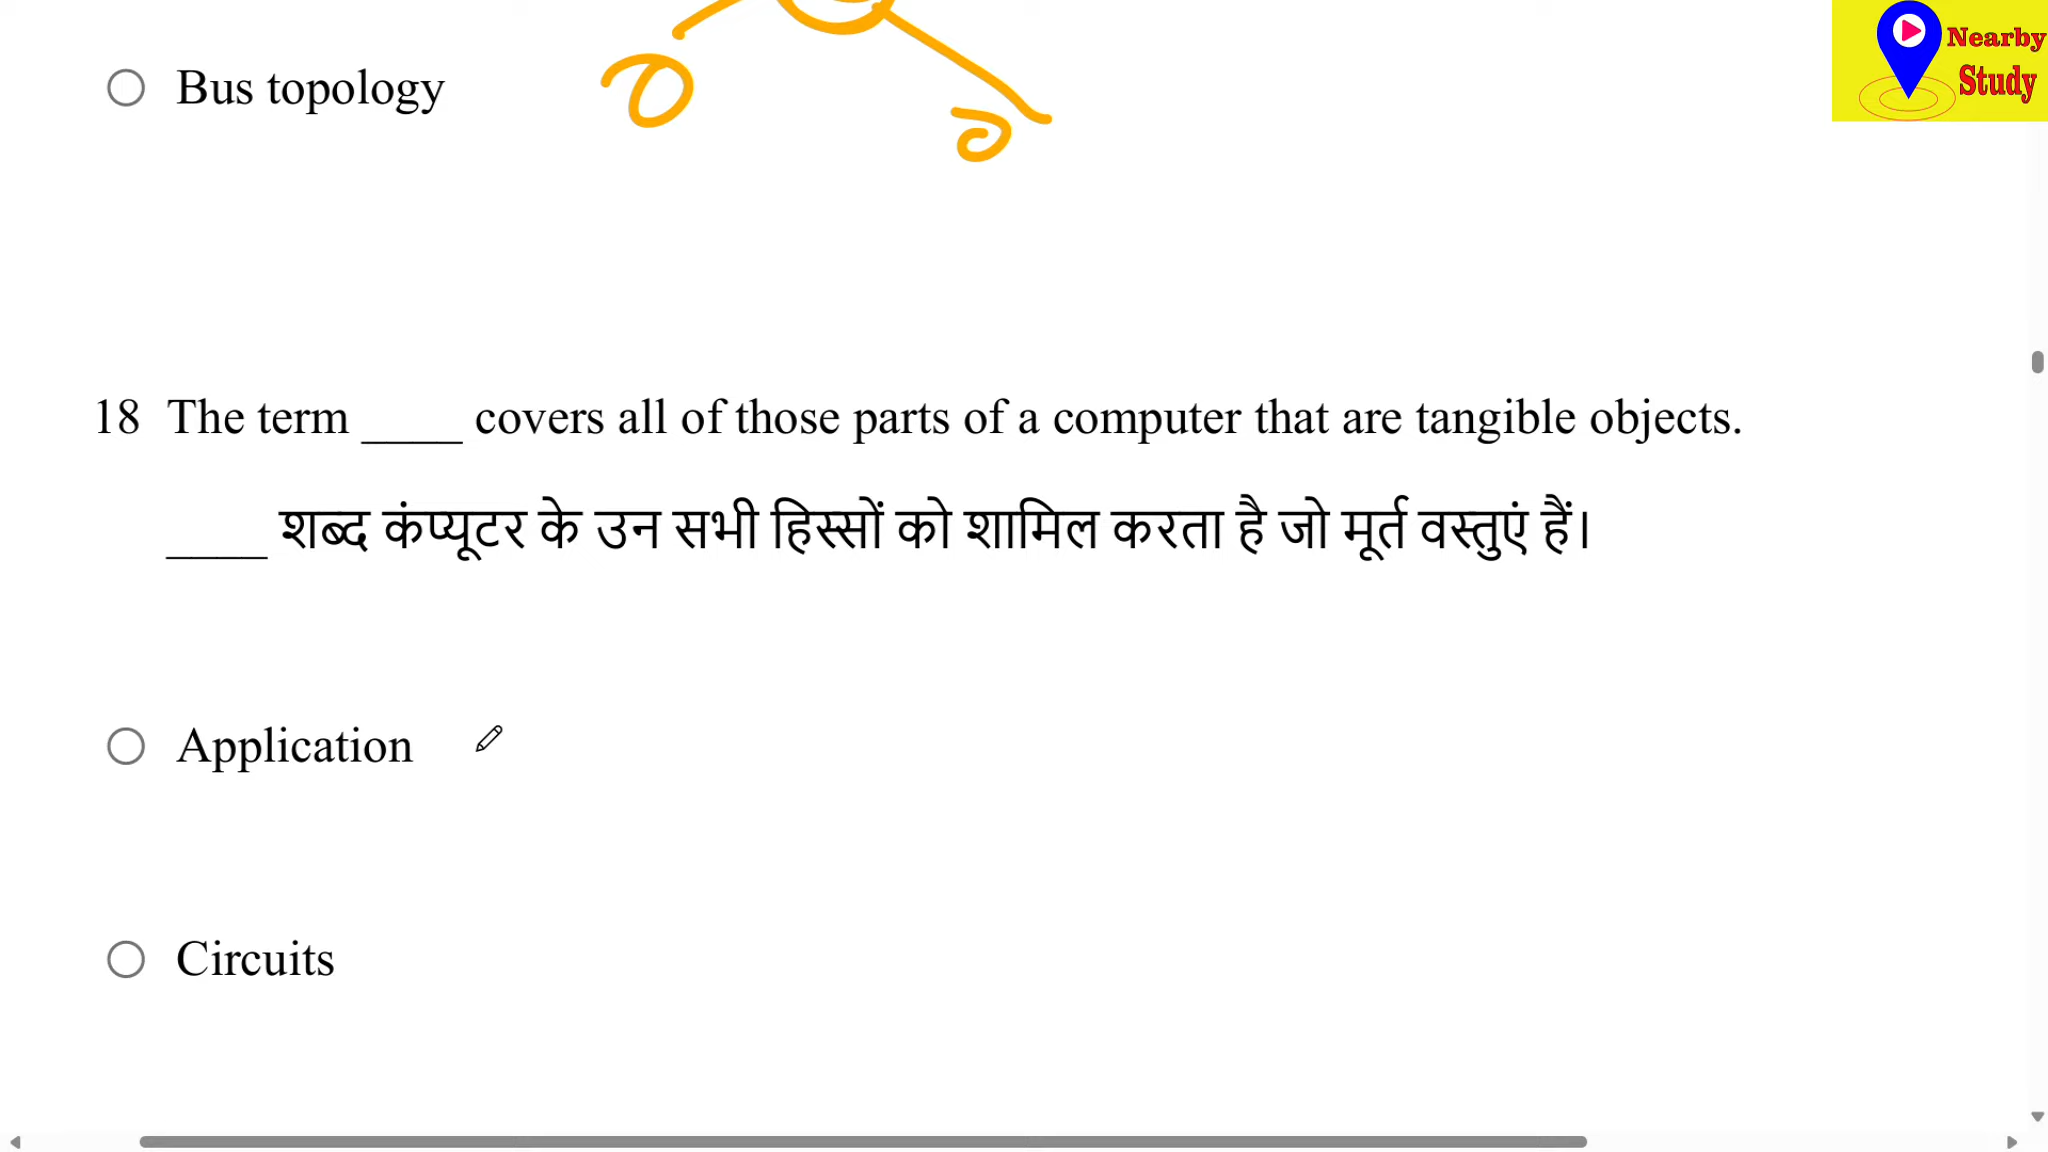 Nearby
Study
Bus topology
18 The term ____ covers all of those parts of a computer that are tangible objects.
____ शब्द कंप्यूटर के उन सभी हिस्सों को शामिल करता है जो मूर्त वस्तुएं हैं।
Application
Circuits